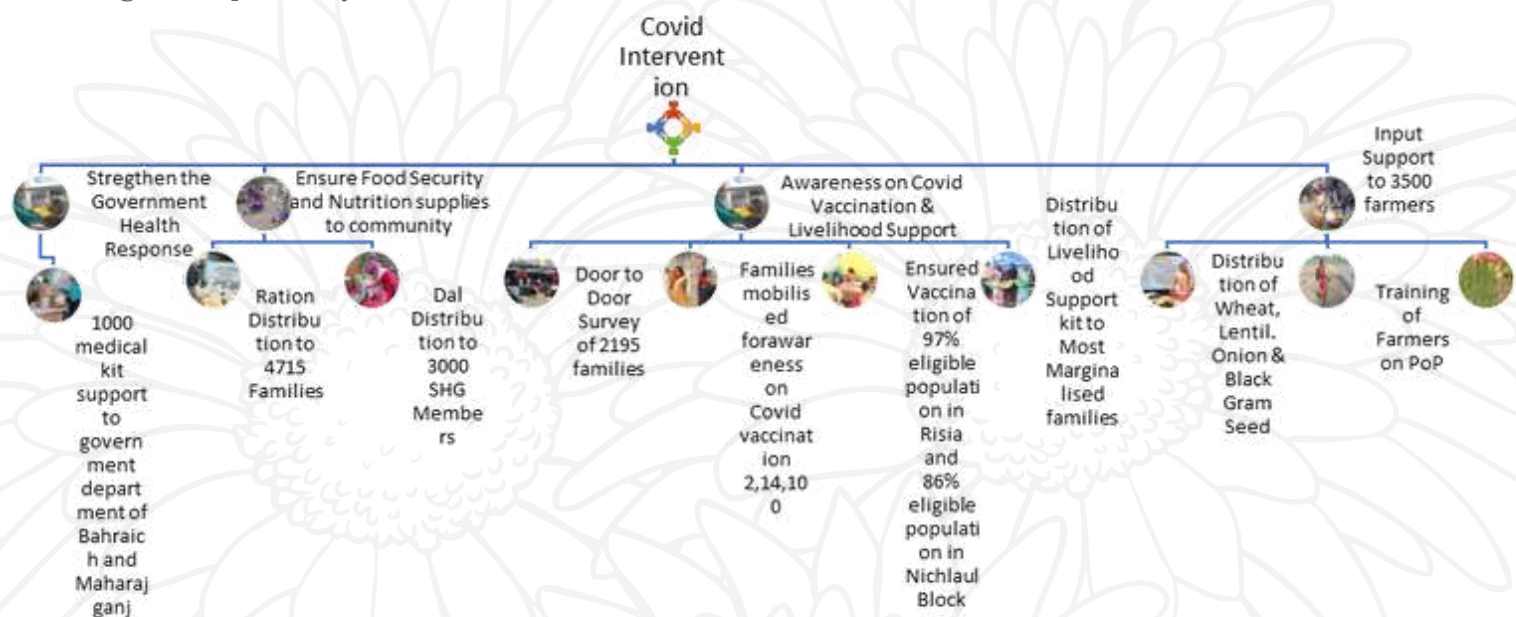 Covid
Intervent
ion
Stregthen the
Government
Health
Response
1000
medical
kit
support
to
govern
ment
depart
ment of
Bahraic
h and
Maharaj
ganj
Ensure Food Security
and Nutrition supplies
to community
Ration
Distribu
tion to
4715
Families
Dal
Distribu
tion to
3000
SHG
Membe
rs
Awareness on Covid
Vaccination &
Livelihood Support
Door to
Door
Survey
of 2195
families
Families
mobilis
ed
forawar
eness
on
Covid
vaccinat
ion
2,14,10
0
Ensured
Vaccina
tion of
97%
eligible
populati
on in
Risia
and
86%
eligible
populati
on in
Nichlaul
Block
Distribu
tion of
Liveliho
od
Support
kit to
Most
Margina
lised
families
Input
Support
to 3500
farmers
Distribu
tion of
Wheat,
Lentil.
Onion &
Black
Gram
Seed
Training
of
Farmers
on PoP